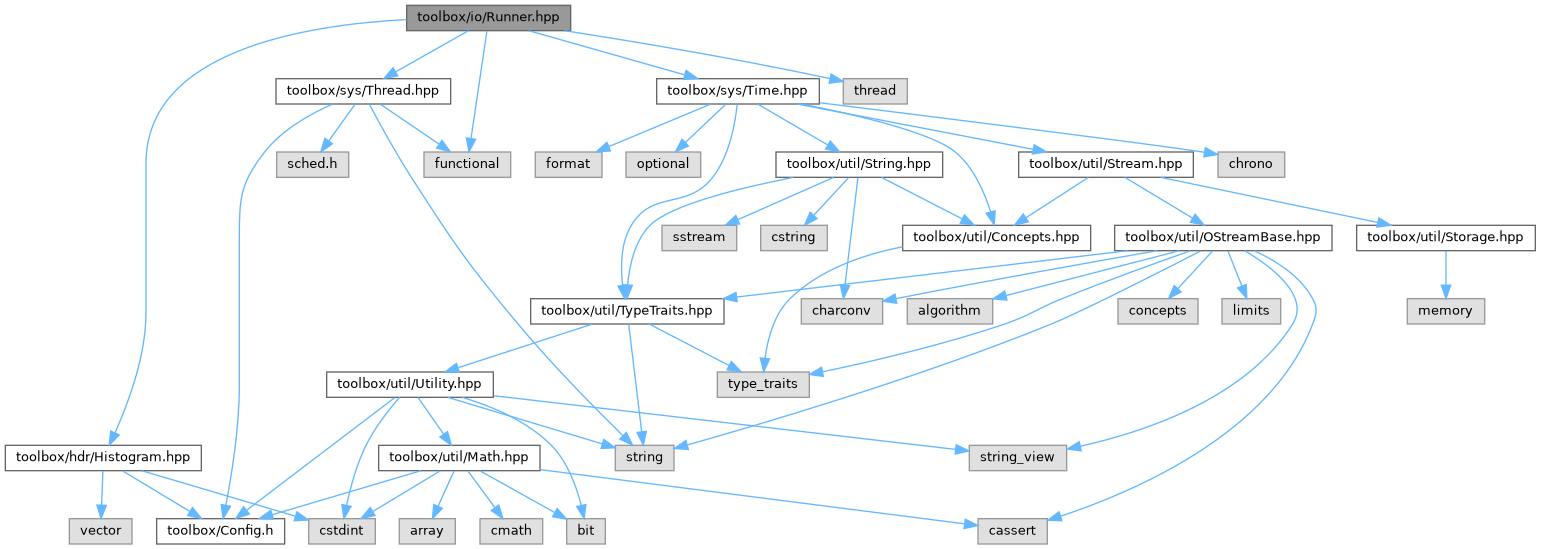 toolbox/io/Runner.hpp
toolbox/sys/Thread.hpp
toolbox/sys/Time.hpp
thread
sched.h
functional
format
optional
toolbox/util/String.hpp
toolbox/util/Stream.hpp
chrono
sstream
cstring
toolbox/util/Concepts.hpp
toolbox/util/OStreamBase.hpp
toolbox/util/Storage.hpp
toolbox/util/TypeTraits.hpp
charconv
algorithm
concepts
limits
memory
toolbox/util/Utility.hpp
type_traits
toolbox/hdr/Histogram.hpp
toolbox/util/Math.hpp
string
string_view
vector
toolbox/Config.h
cstdint
array
cmath
bit
cassert